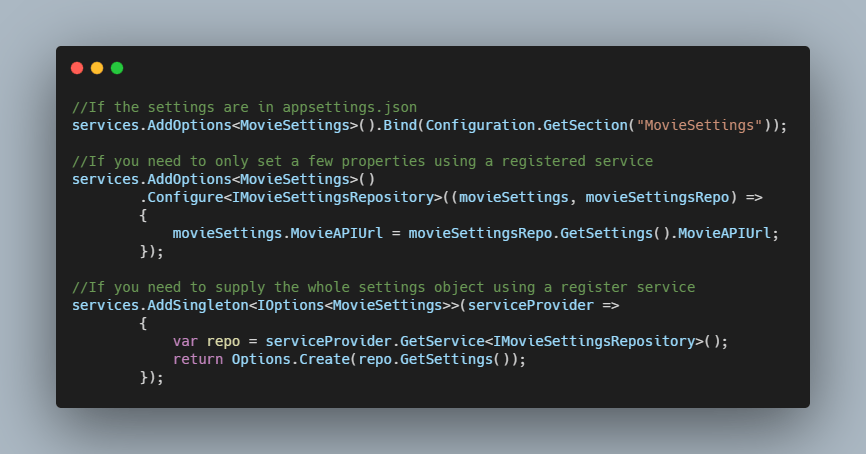 //If the settings are in appsettings.json
services.AddOptions<MovieSettings>().Bind(Configuration.GetSection("MovieSettings"));
//If you need to only set a few properties using a registered service
services.AddOptions<MovieSettings>()
        .Configure<IMovieSettingsRepository>((movieSettings, movieSettingsRepo) =>
        {
            movieSettings.MovieAPIUrl = movieSettingsRepo.GetSettings().MovieAPIUrl;
        });
//If you need to supply the whole settings object using a register service
services.AddSingleton<IOptions<MovieSettings>>(serviceProvider =>
        {
            var repo = serviceProvider.GetService<IMovieSettingsRepository>();
            return Options.Create(repo.GetSettings());
        });